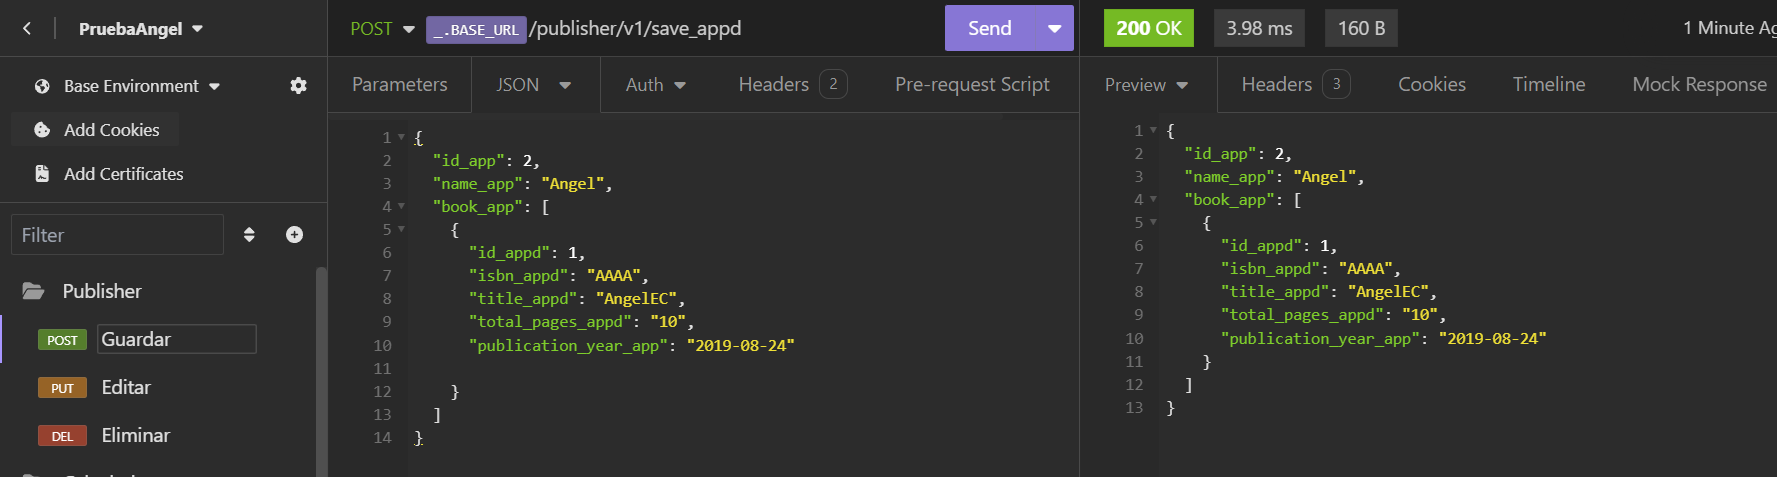 PruebaAngel
Base Environment
Add Cookies
Add Certificates
Filter
Publisher
POST Guardar
PUT Editar
DEL Eliminar
POST _.BASE_URL /publisher/v1/save_appd Send
Parameters JSON Auth Headers 2 Pre-request Script
1 {
2 "id_app": 2,
3 "name_app": "Angel",
4 "book_app": [
5 {
6 "id_appd": 1,
7 "isbn_appd": "AAAA",
8 "title_appd": "AngelEC",
9 "total_pages_appd": "10",
10 "publication_year_app": "2019-08-24"
11
12 }
13 ]
14 }
200 OK 3.98 ms 160 B 1 Minute Ag
Preview Headers 3 Cookies Timeline Mock Response
1 {
2 "id_app": 2,
3 "name_app": "Angel",
4 "book_app": [
5 {
6 "id_appd": 1,
7 "isbn_appd": "AAAA",
8 "title_appd": "AngelEC",
9 "total_pages_appd": "10",
10 "publication_year_app": "2019-08-24"
11 }
12 ]
13 }